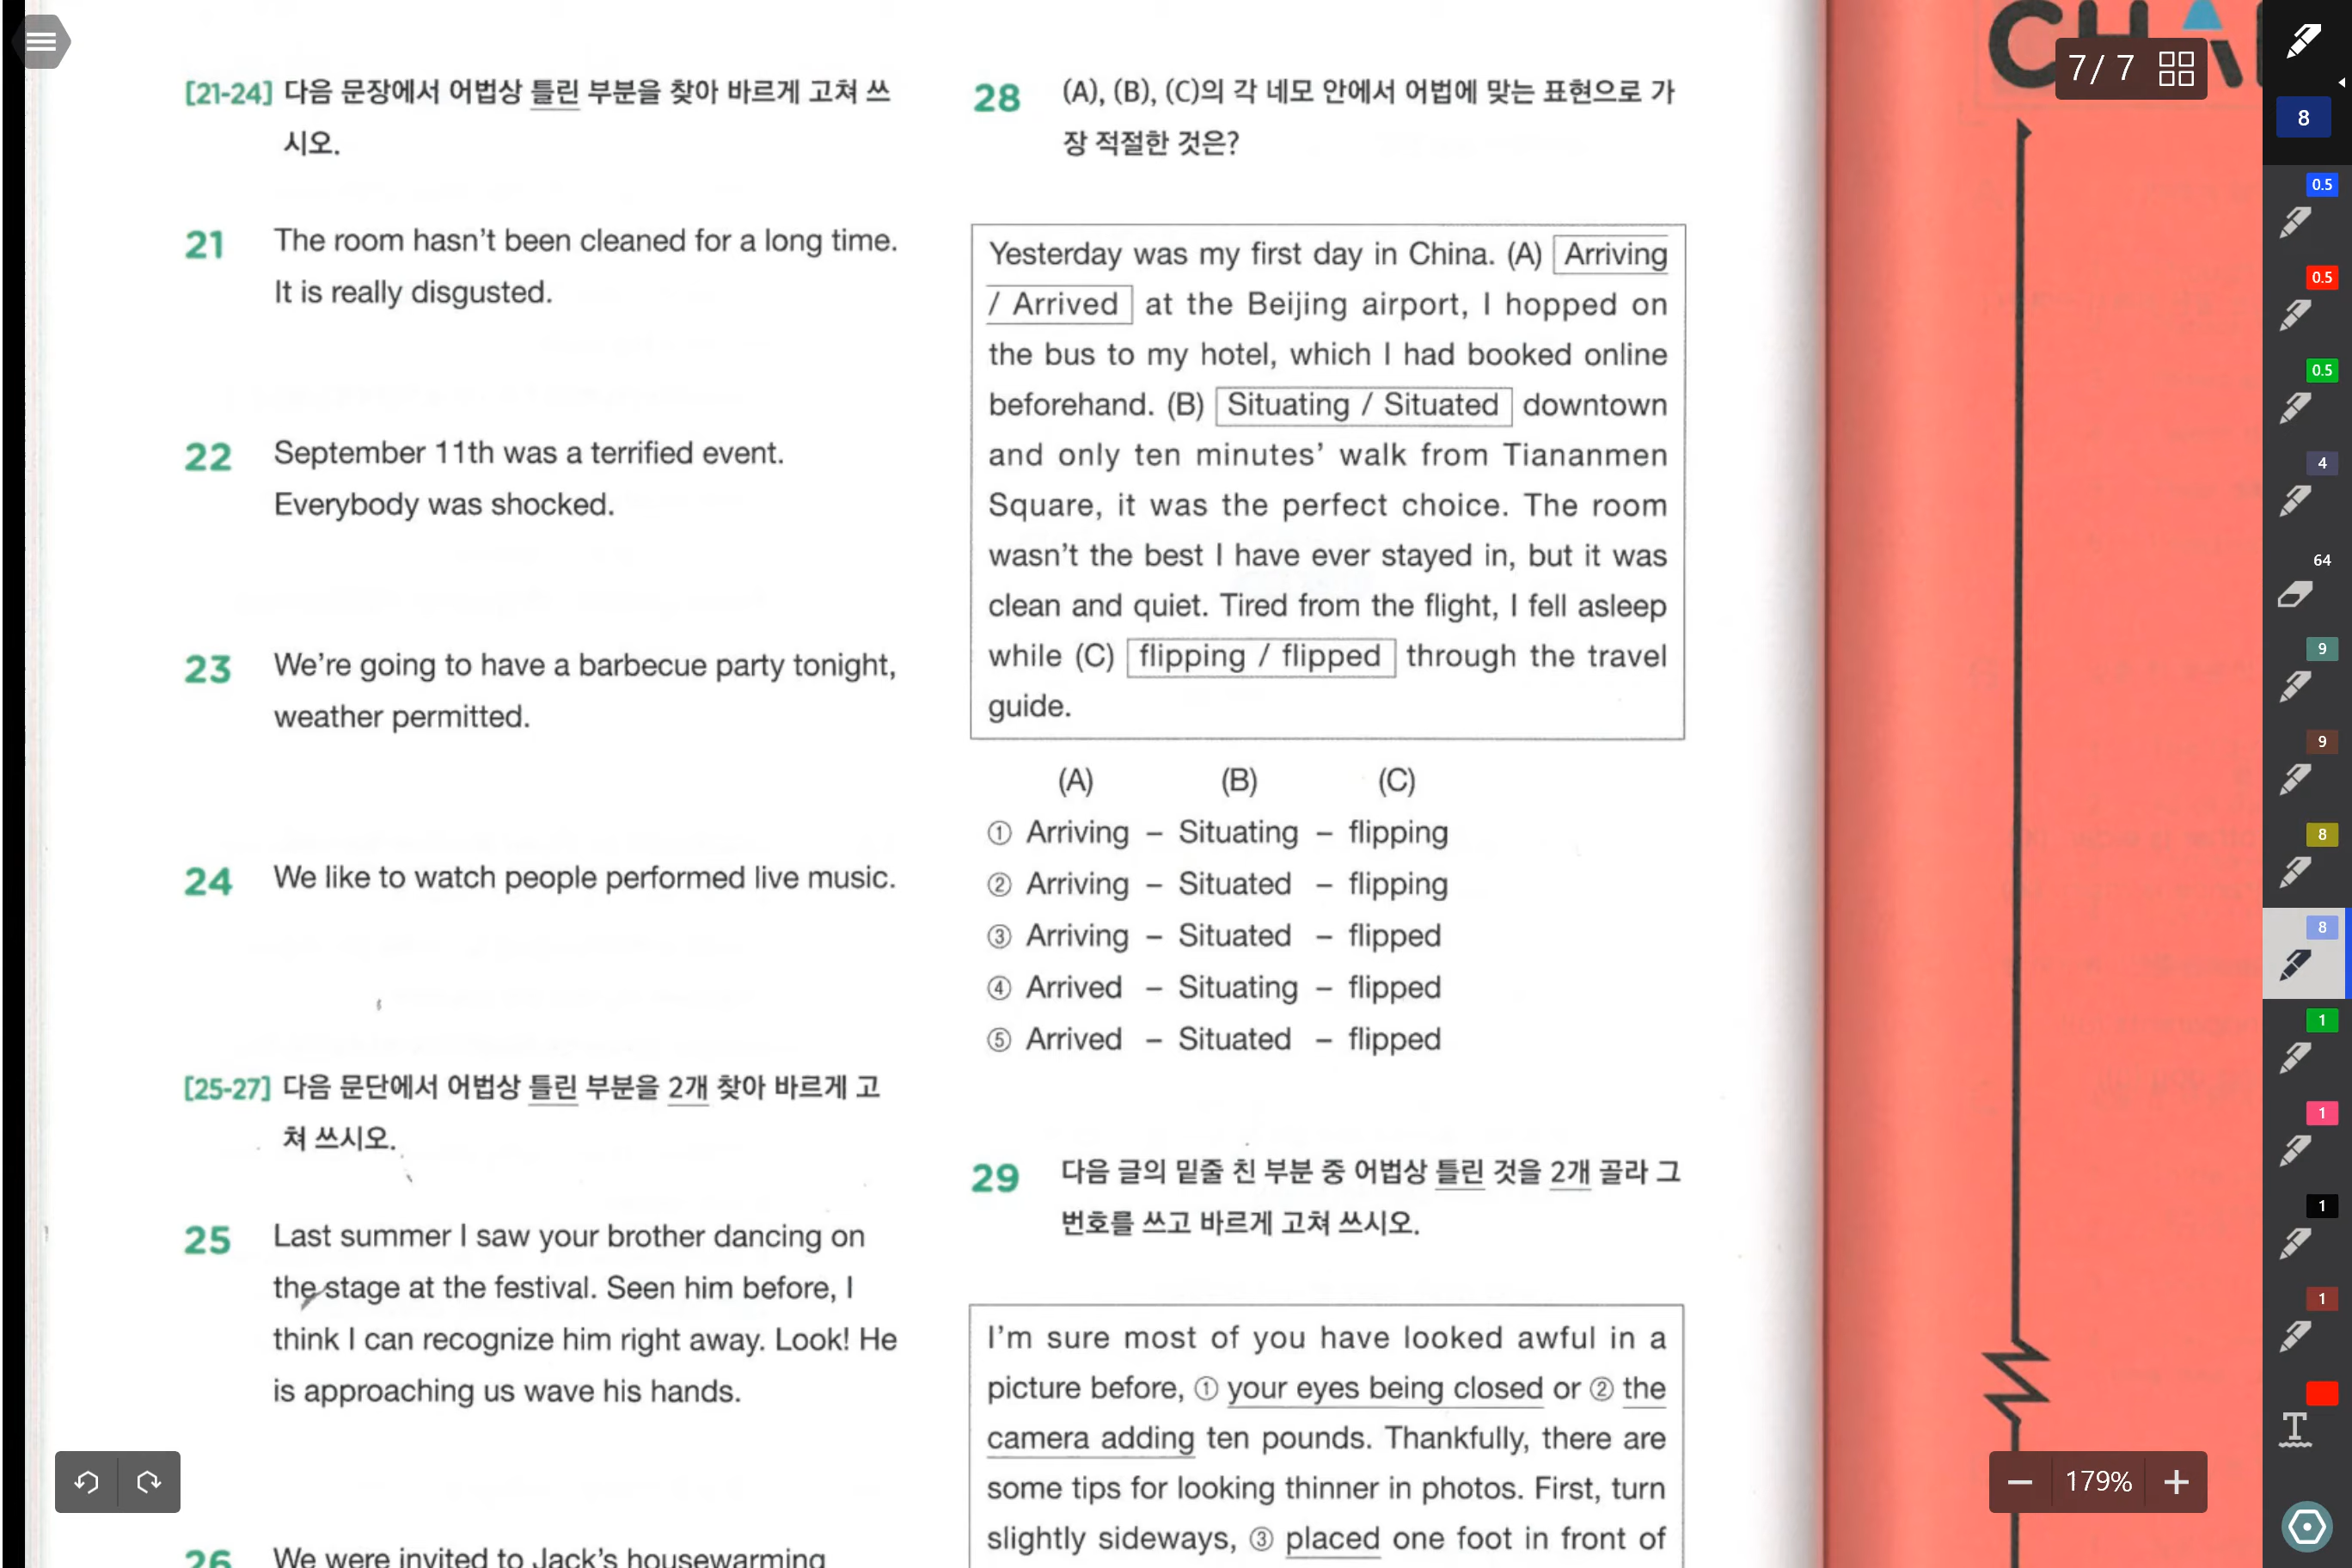 [21-24] 다음 문장에서 어법상 틀린 부분을 찾아 바르게 고쳐 쓰
시오.
21 The room hasn't been cleaned for a long time.
It is really disgusted.
22 September 11th was a terrified event.
Everybody was shocked.
23 We're going to have a barbecue party tonight,
weather permitted.
24 We like to watch people performed live music.
[25-27] 다음 문단에서 어법상 틀린 부분을 2개 찾아 바르게 고
쳐 쓰시오.
25 Last summer I saw your brother dancing on
the stage at the festival. Seen him before, I
think I can recognize him right away. Look! He
is approaching us wave his hands.
26 We were invited to Jack's housewarming
28 (A), (B), (C)의 각 네모 안에서 어법에 맞는 표현으로 가
장 적절한 것은?
Yesterday was my first day in China. (A) Arriving
/ Arrived at the Beijing airport, I hopped on
the bus to my hotel, which I had booked online
beforehand. (B) Situating / Situated downtown
and only ten minutes' walk from Tiananmen
Square, it was the perfect choice. The room
wasn't the best I have ever stayed in, but it was
clean and quiet. Tired from the flight, I fell asleep
while (C) flipping / flipped through the travel
guide.
(A) (B) (C)
① Arriving – Situating – flipping
② Arriving – Situated – flipping
③ Arriving – Situated – flipped
④ Arrived – Situating – flipped
⑤ Arrived – Situated – flipped
29 다음 글의 밑줄 친 부분 중 어법상 틀린 것을 2개 골라 그
번호를 쓰고 바르게 고쳐 쓰시오.
I'm sure most of you have looked awful in a
picture before, ① your eyes being closed or ② the
camera adding ten pounds. Thankfully, there are
some tips for looking thinner in photos. First, turn
slightly sideways, ③ placed one foot in front of
7/ 7
179%
8
0.5
0.5
0.5
4
64
9
9
8
8
1
1
1
1